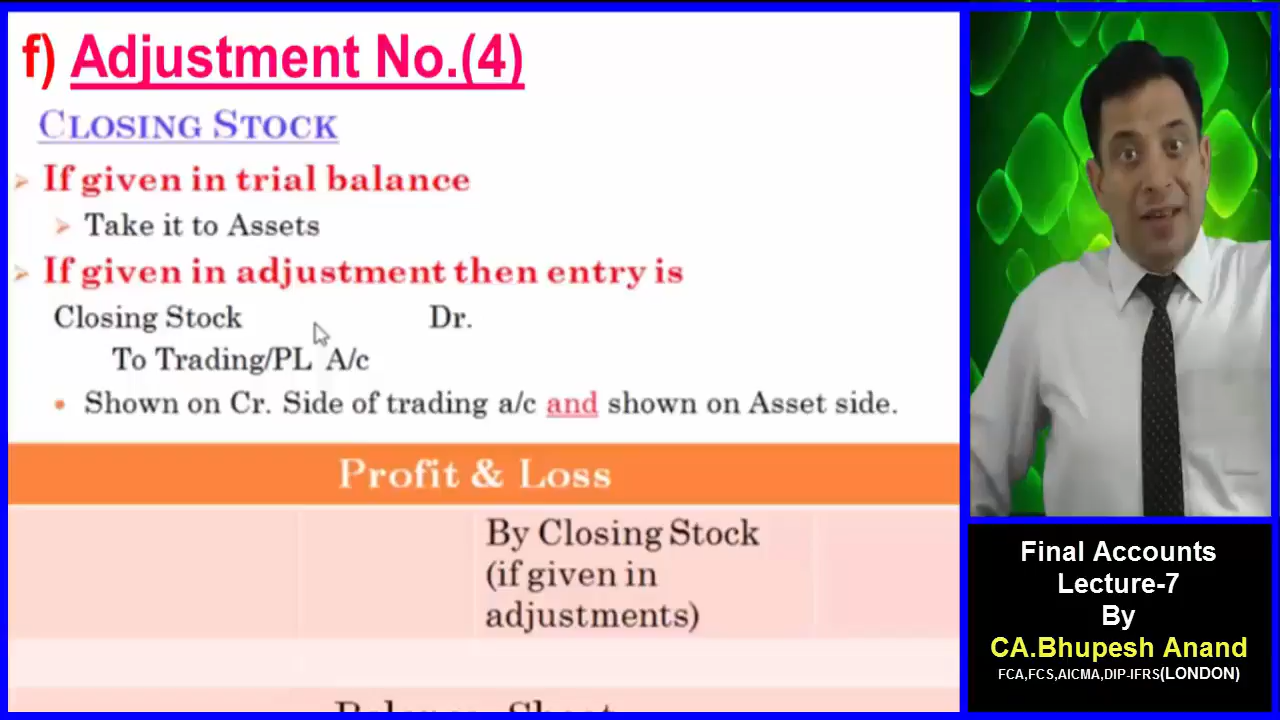 f) Adjustment No.(4)
CLOSING STOCK
If given in trial balance
Take it to Assets
If given in adjustment then entry is
Closing Stock Dr.
To Trading/PL A/c
Shown on Cr. Side of trading a/c and shown on Asset side.
Profit & Loss
By Closing Stock
(if given in
adjustments)
Balance Sheet
Final Accounts
Lecture-7
By
CA.Bhupesh Anand
FCA,FCS,AICMA,DIP-IFRS(LONDON)